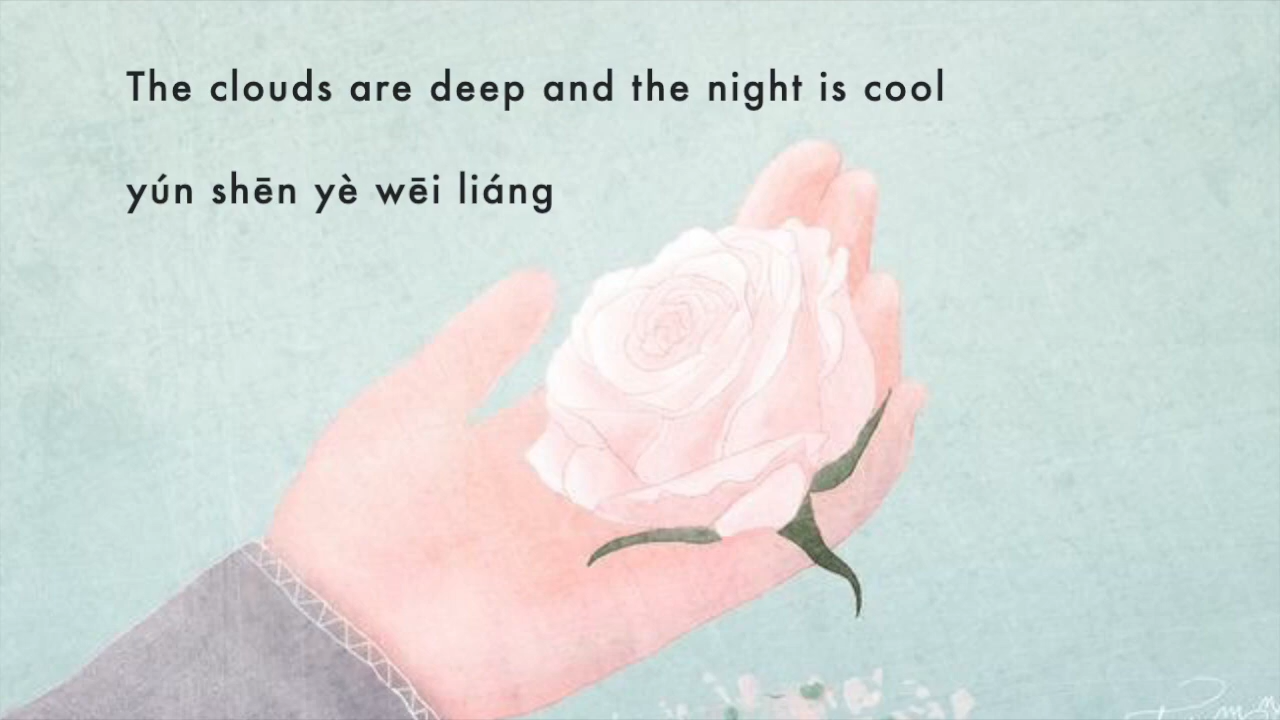 The clouds are deep and the night is cool
yún shēn yè wēi liáng